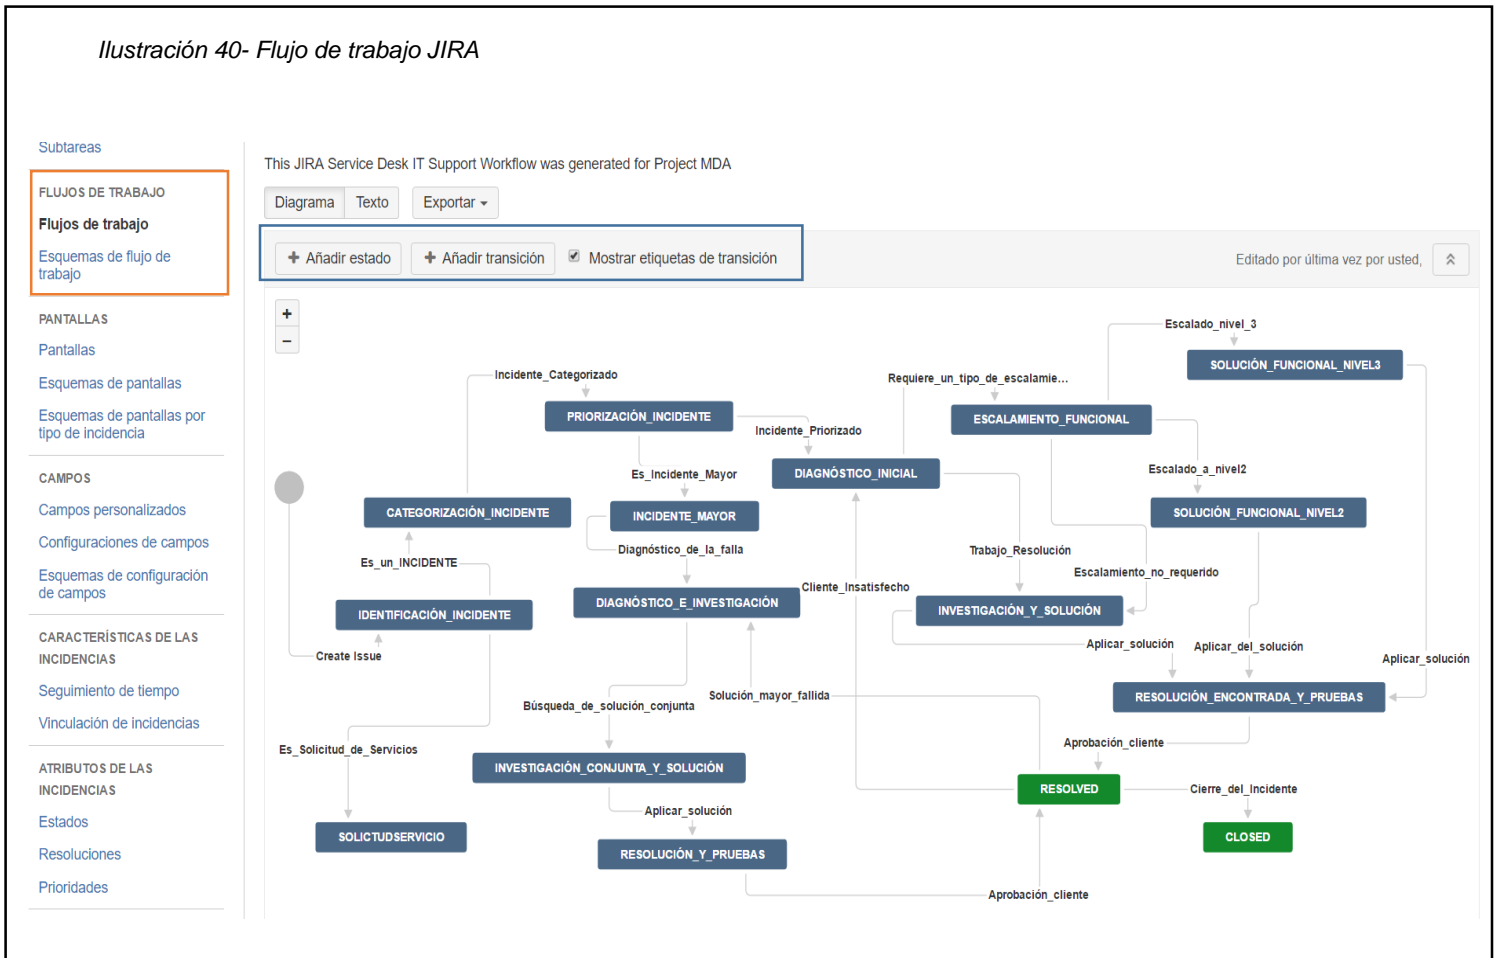 Ilustración 40- Flujo de trabajo JIRA
Subtareas
FLUJOS DE TRABAJO
Flujos de trabajo
Esquemas de flujo de
trabajo
PANTALLAS
Pantallas
Esquemas de pantallas
Esquemas de pantallas por
tipo de incidencia
CAMPOS
Campos personalizados
Configuraciones de campos
Esquemas de configuración
de campos
CARACTERÍSTICAS DE LAS
INCIDENCIAS
Seguimiento de tiempo
Vinculación de incidencias
ATRIBUTOS DE LAS
INCIDENCIAS
Estados
Resoluciones
Prioridades
This JIRA Service Desk IT Support Workflow was generated for Project MDA
Diagrama Texto Exportar
+ Añadir estado + Añadir transición Mostrar etiquetas de transición
Editado por última vez por usted,
+
−
Escalado_nivel_3
SOLUCIÓN_FUNCIONAL_NIVEL3
Incidente_Categorizado
Requiere_un_tipo_de_escalamie...
PRIORIZACIÓN_INCIDENTE
ESCALAMIENTO_FUNCIONAL
Incidente_Priorizado
Es_Incidente_Mayor
DIAGNÓSTICO_INICIAL
Escalado_a_nivel2
CATEGORIZACIÓN_INCIDENTE
INCIDENTE_MAYOR
SOLUCIÓN_FUNCIONAL_NIVEL2
Diagnóstico_de_la_falla
Trabajo_Resolución
Es_un_INCIDENTE
Escalamiento_no_requerido
Cliente_Insatisfecho
DIAGNÓSTICO_E_INVESTIGACIÓN
INVESTIGACIÓN_Y_SOLUCIÓN
IDENTIFICACIÓN_INCIDENTE
Create Issue
Aplicar_solución
Aplicar_del_solución
Aplicar_solución
Solución_mayor_fallida
RESOLUCIÓN_ENCONTRADA_Y_PRUEBAS
Búsqueda_de_solución_conjunta
Aprobación_cliente
Es_Solicitud_de_Servicios
INVESTIGACIÓN_CONJUNTA_Y_SOLUCIÓN
RESOLVED
Cierre_del_Incidente
Aplicar_solución
SOLICTUDSERVICIO
CLOSED
RESOLUCIÓN_Y_PRUEBAS
Aprobación_cliente